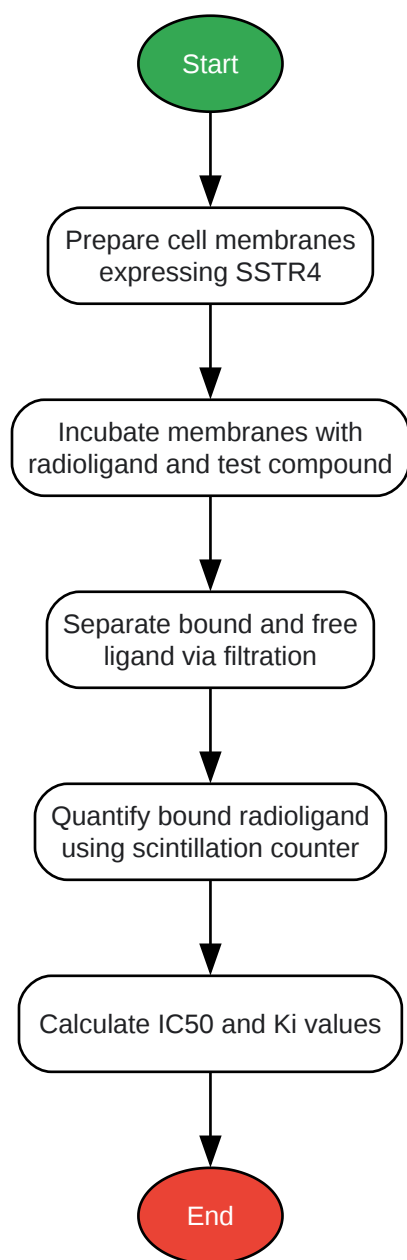 Start
Prepare cell membranes
expressing SSTR4
Incubate membranes with
radioligand and test compound
Separate bound and free
ligand via filtration
Quantify bound radioligand
using scintillation counter
Calculate IC50 and Ki values
End